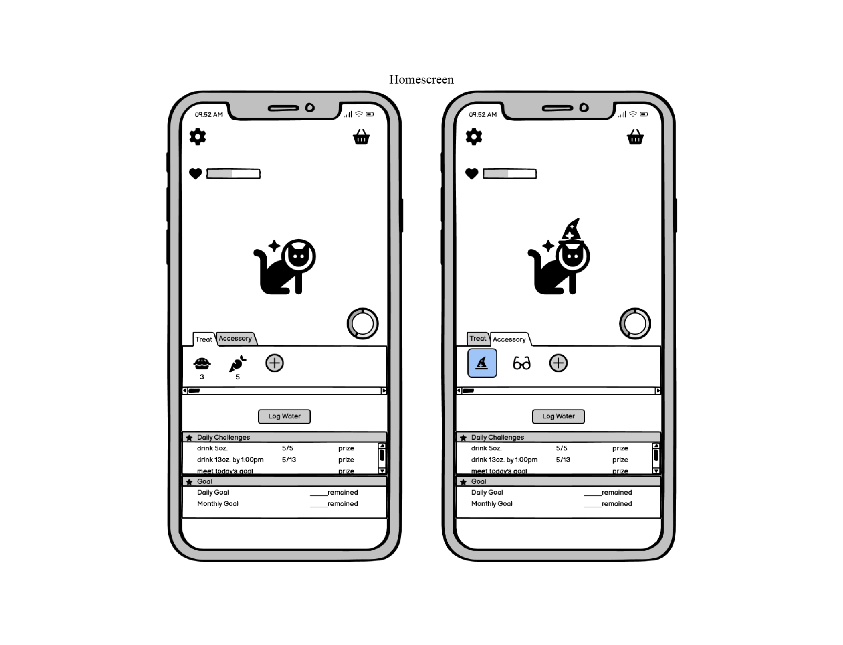 Homescreen
09:52 AM
Treat Accessory
3 5
Log Water
Daily Challenges
drink 5oz. 5/5 prize
drink 13oz. by 1:00pm 5/13 prize
meet today's goal prize
Goal
Daily Goal ____remained
Monthly Goal ____remained
09:52 AM
Treat Accessory
Log Water
Daily Challenges
drink 5oz. 5/5 prize
drink 13oz. by 1:00pm 5/13 prize
meet today's goal prize
Goal
Daily Goal ____remained
Monthly Goal ____remained